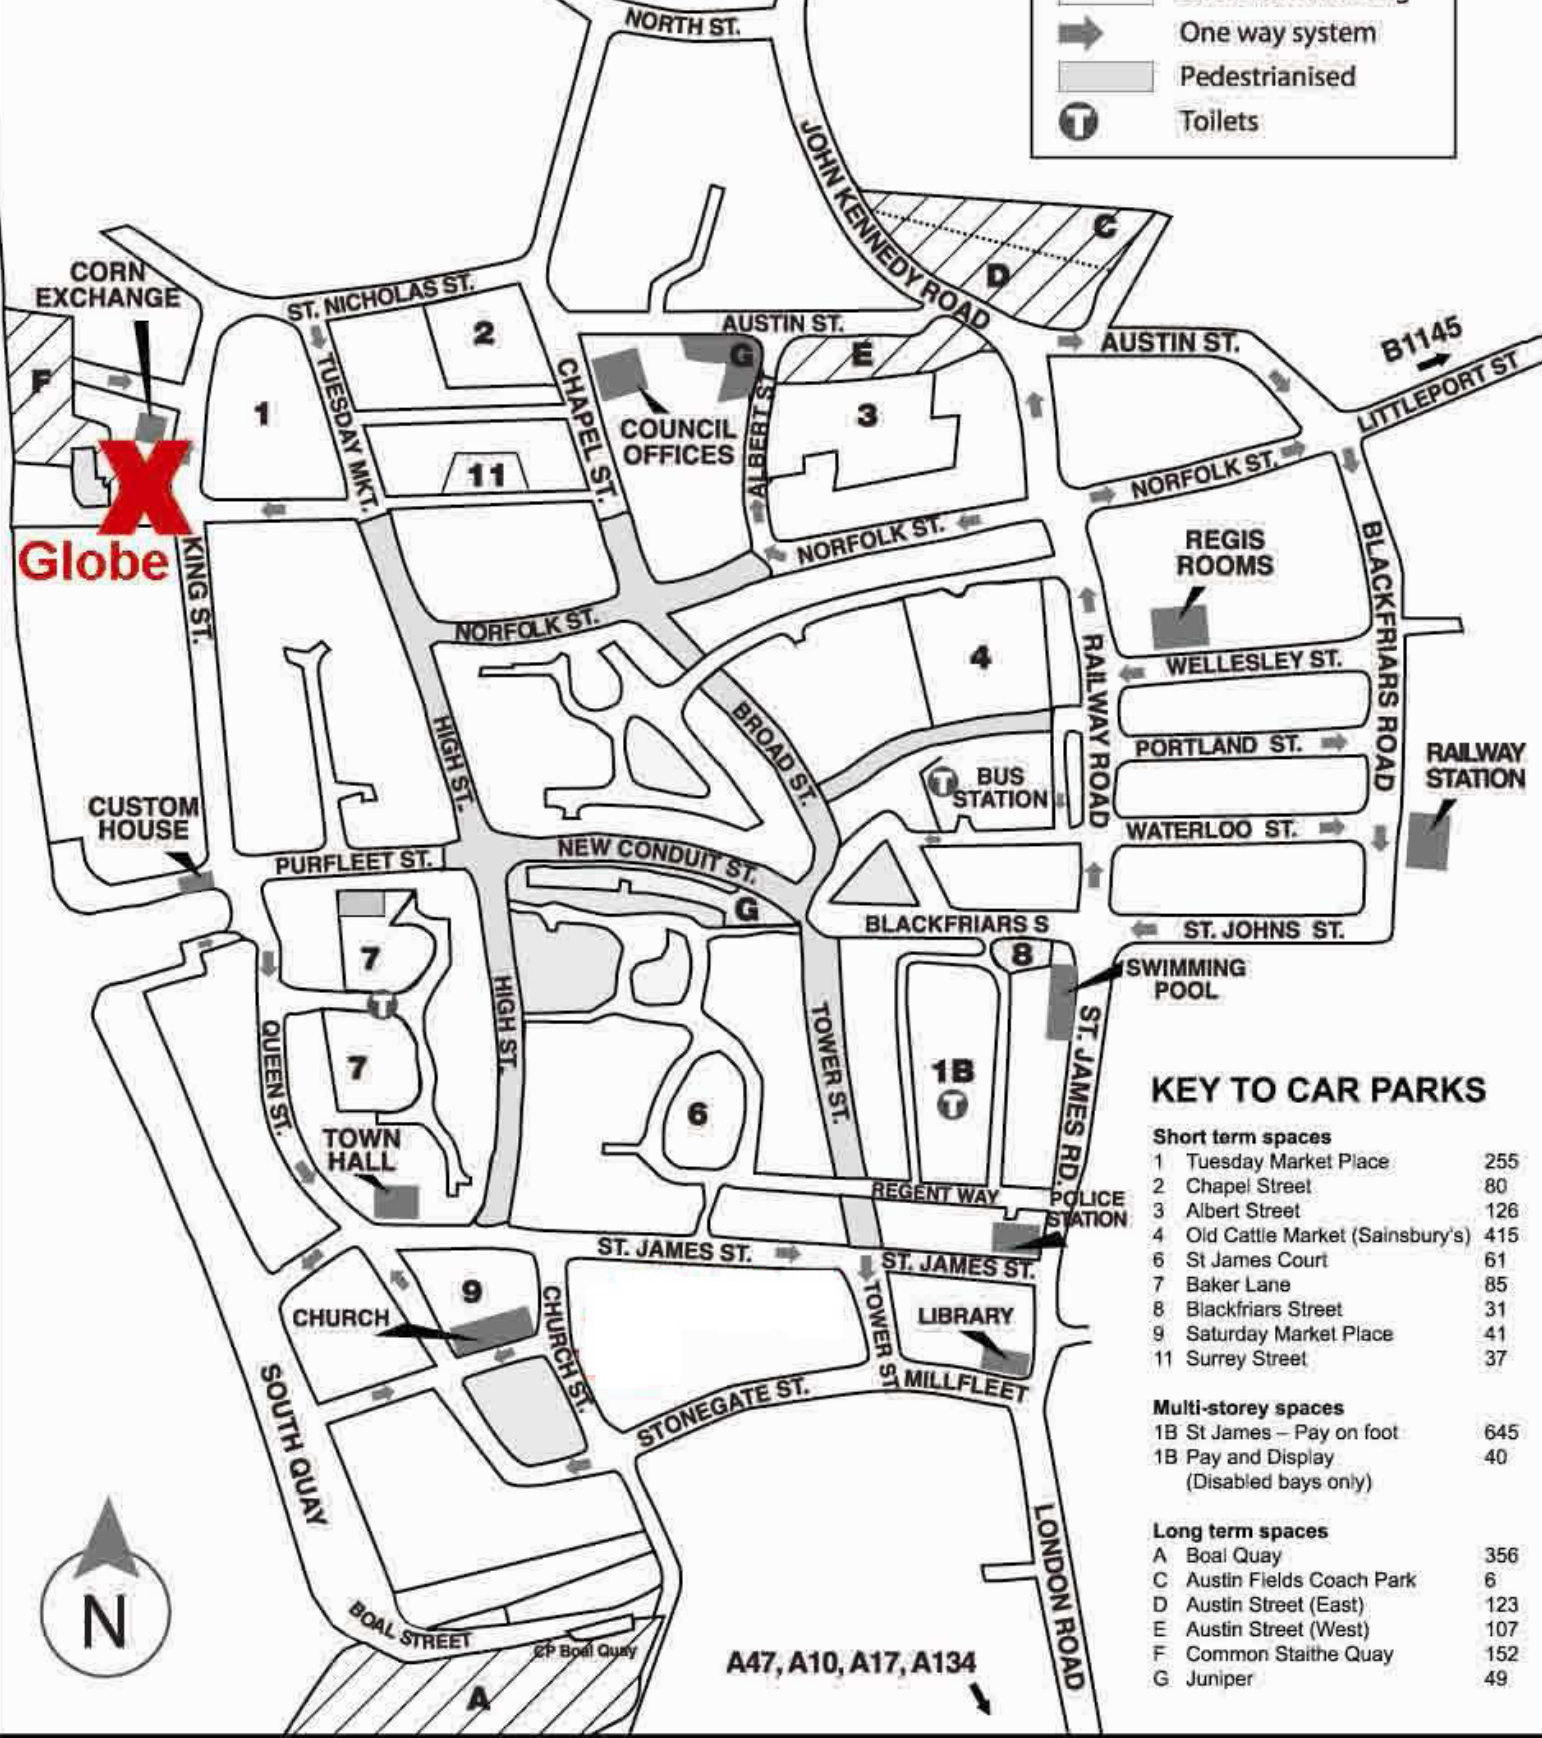 NORTH ST.
One way system
Pedestrianised
T
Toilets
JOHN KENNEDY ROAD
C
D
CORN
EXCHANGE
ST. NICHOLAS ST.
2
AUSTIN ST.
AUSTIN ST.
B1145
LITTLEPORT ST
F
1
TUESDAY MKT.
CHAPEL ST.
G
E
COUNCIL
OFFICES
ALBERT ST
3
11
NORFOLK ST.
X
Globe
KING ST.
NORFOLK ST.
REGIS
ROOMS
BLACKFRIARS ROAD
NORFOLK ST.
4
RAILWAY ROAD
WELLESLEY ST.
HIGH ST.
BROAD ST.
PORTLAND ST.
RAILWAY
STATION
T
BUS
STATION
CUSTOM
HOUSE
WATERLOO ST.
PURFLEET ST.
NEW CONDUIT ST.
G
BLACKFRIARS S
ST. JOHNS ST.
7
8
SWIMMING
POOL
T
HIGH ST.
TOWER ST.
ST. JAMES RD.
QUEEN ST.
7
1B
T
6
TOWN
HALL
REGENT WAY
POLICE
STATION
ST. JAMES ST.
ST. JAMES ST.
9
CHURCH
CHURCH ST.
TOWER ST.
LIBRARY
MILLFLEET
STONEGATE ST.
SOUTH QUAY
LONDON ROAD
N
BOAL STREET
CP Boal Quay
A
A47, A10, A17, A134
KEY TO CAR PARKS
Short term spaces
1 Tuesday Market Place 255
2 Chapel Street 80
3 Albert Street 126
4 Old Cattle Market (Sainsbury's) 415
6 St James Court 61
7 Baker Lane 85
8 Blackfriars Street 31
9 Saturday Market Place 41
11 Surrey Street 37
Multi-storey spaces
1B St James – Pay on foot 645
1B Pay and Display 40
(Disabled bays only)
Long term spaces
A Boal Quay 356
C Austin Fields Coach Park 6
D Austin Street (East) 123
E Austin Street (West) 107
F Common Staithe Quay 152
G Juniper 49